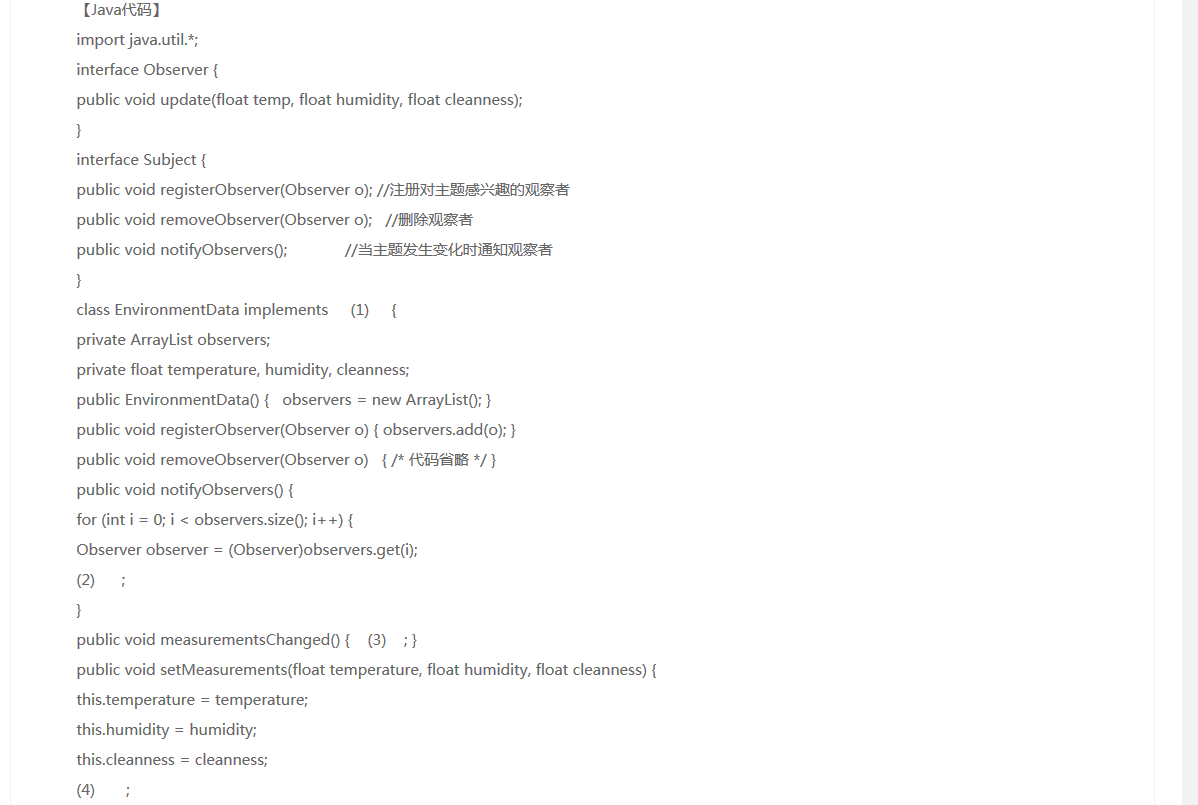 【Java代码】
import java.util.*;
interface Observer {
public void update(float temp, float humidity, float cleanness);
}
interface Subject {
public void registerObserver(Observer o); //注册对主题感兴趣的观察者
public void removeObserver(Observer o);   //删除观察者
public void notifyObservers();             //当主题发生变化时通知观察者
}
class EnvironmentData implements     (1)     {
private ArrayList observers;
private float temperature, humidity, cleanness;
public EnvironmentData() {   observers = new ArrayList(); }
public void registerObserver(Observer o) { observers.add(o); }
public void removeObserver(Observer o)   { /* 代码省略 */ }
public void notifyObservers() {
for (int i = 0; i < observers.size(); i++) {
Observer observer = (Observer)observers.get(i);
(2)      ;
}
public void measurementsChanged() {    (3)    ; }
public void setMeasurements(float temperature, float humidity, float cleanness) {
this.temperature = temperature;
this.humidity = humidity;
this.cleanness = cleanness;
(4)       ;